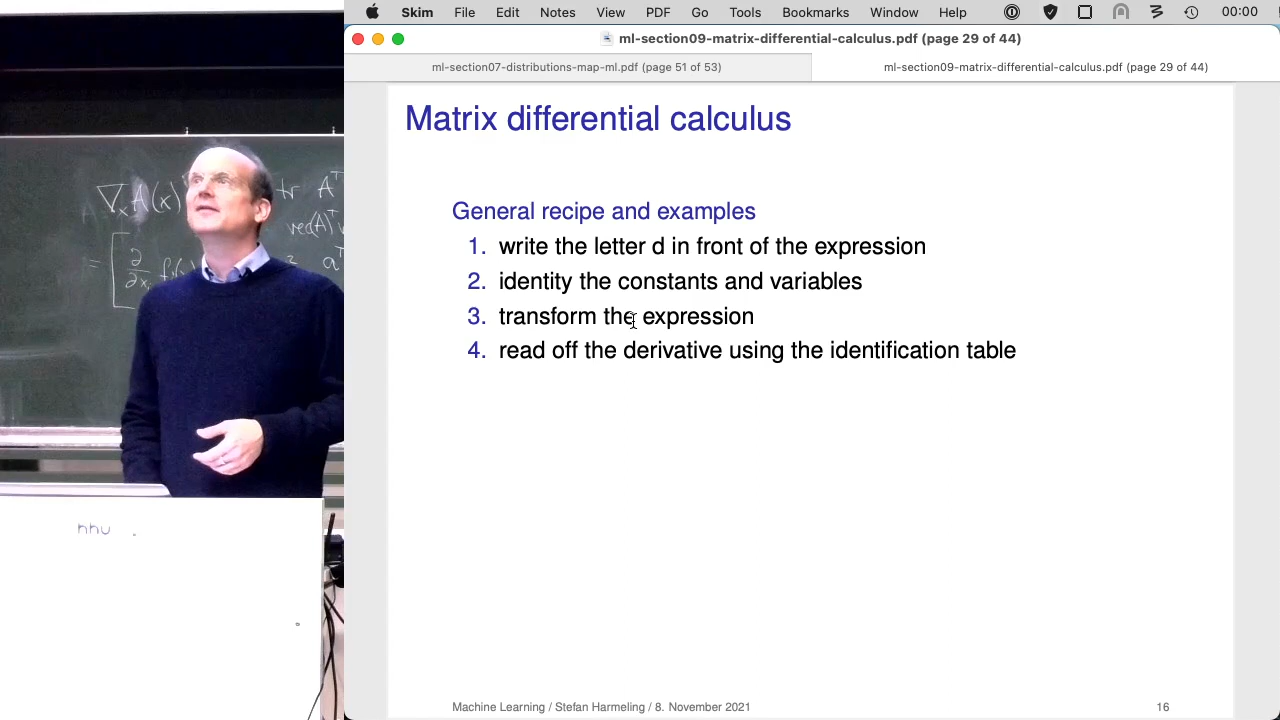 Skim File Edit Notes View PDF Go Tools Bookmarks Window Help 00:00
ml-section09-matrix-differential-calculus.pdf (page 29 of 44)
ml-section07-distributions-map-ml.pdf (page 51 of 53)
ml-section09-matrix-differential-calculus.pdf (page 29 of 44)
Matrix differential calculus
General recipe and examples
1. write the letter d in front of the expression
2. identity the constants and variables
3. transform the expression
4. read off the derivative using the identification table
Machine Learning / Stefan Harmeling / 8. November 2021
16
∇ₓA(x)
tr Aᵀ
hhu